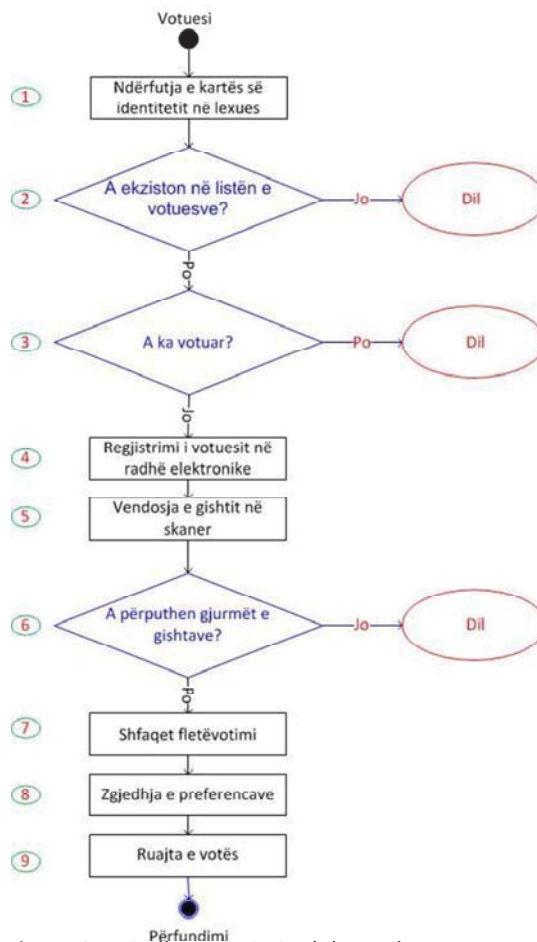 Votuesi
1
Ndërfutja e kartës së
identitetit në lexues
2
A ekziston në listën e
votuesve?
Jo
Dil
Po
3
A ka votuar?
Po
Dil
Jo
4
Regjistrimi i votuesit në
radhë elektronike
5
Vendosja e gishtit në
skaner
6
A përputhen gjurmët e
gishtave?
Jo
Dil
Po
7
Shfaqet fletëvotimi
8
Zgjedhja e preferencave
9
Ruajta e votës
Përfundimi